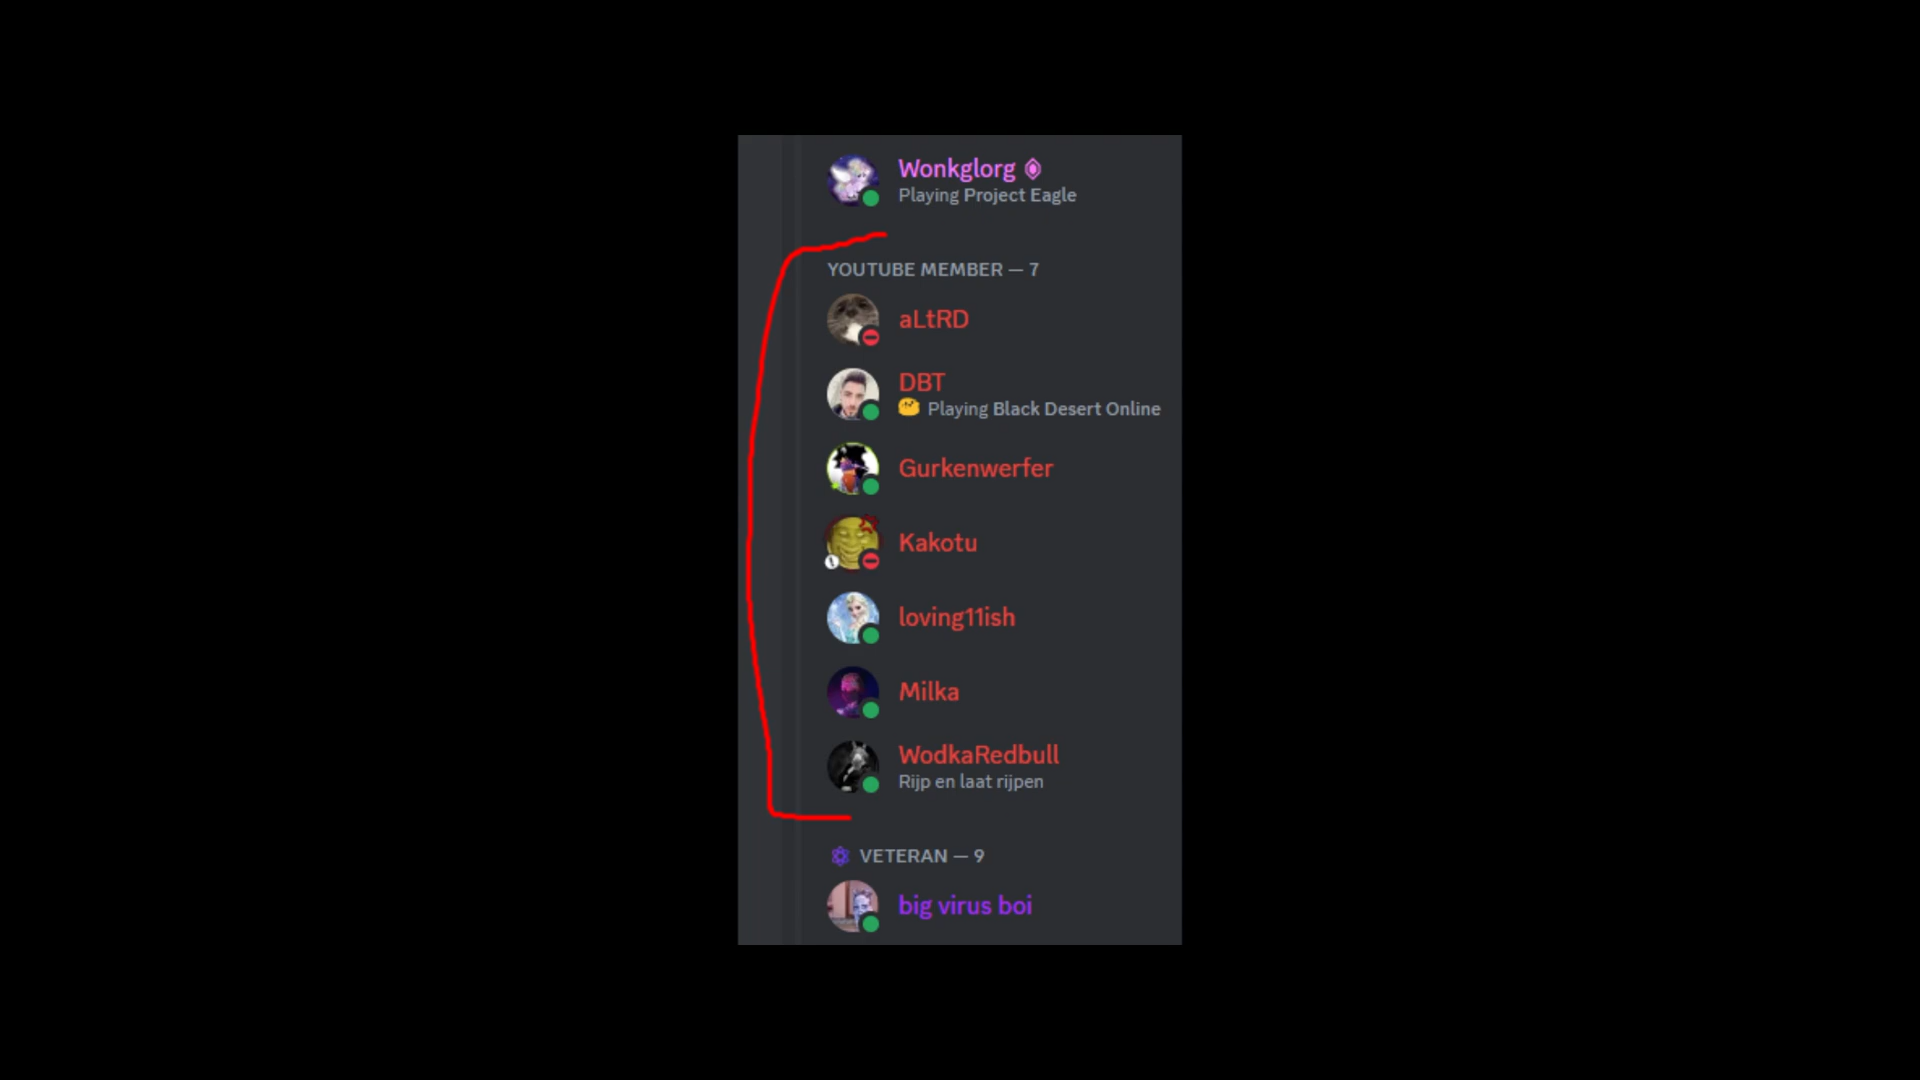 Wonkglorg
Playing Project Eagle
YOUTUBE MEMBER — 7
aLtRD
DBT
Playing Black Desert Online
Gurkenwerfer
Kakotu
loving11ish
Milka
WodkaRedbull
Rijp en laat rijpen
VETERAN — 9
big virus boi